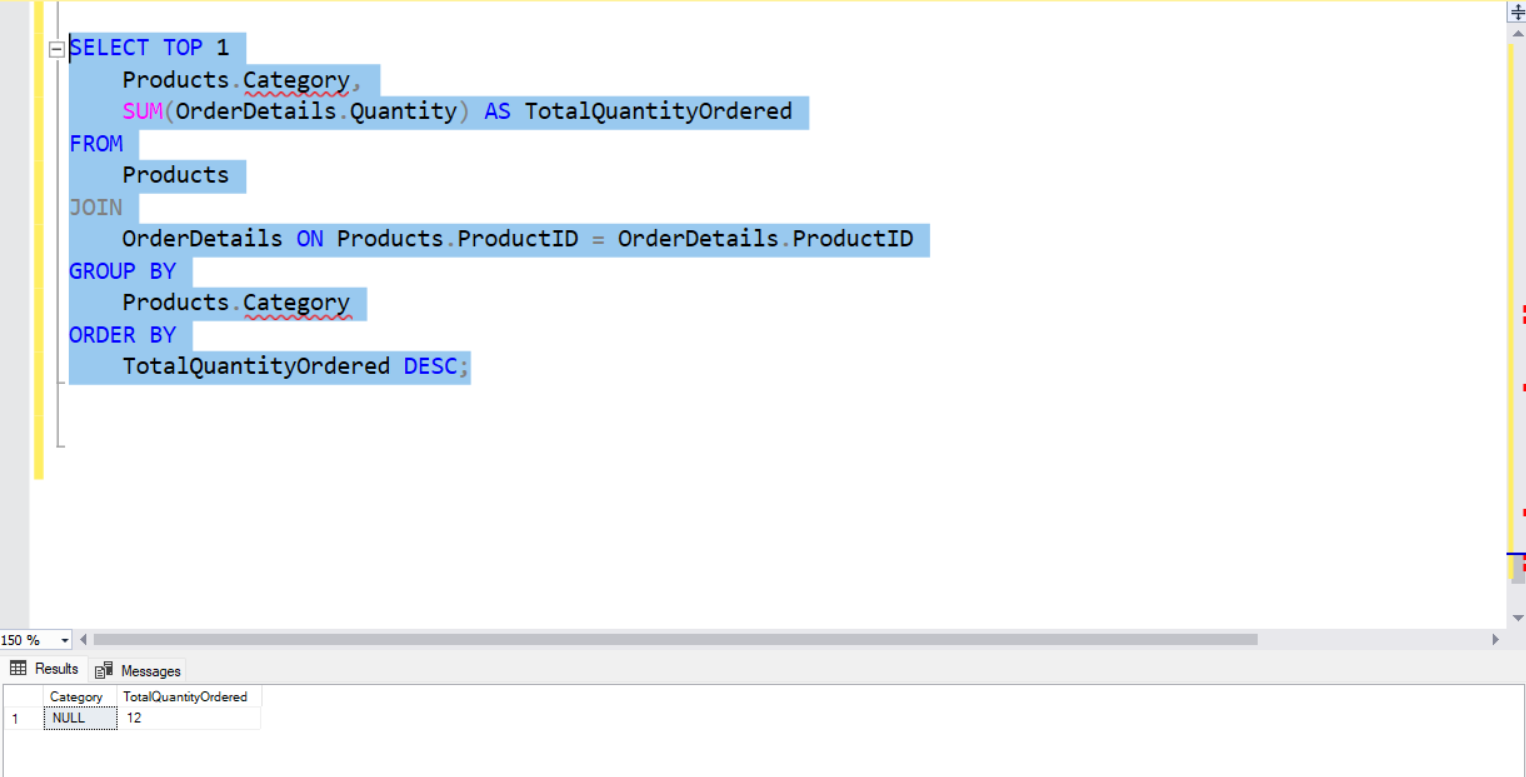 SELECT TOP 1
Products.Category,
SUM(OrderDetails.Quantity) AS TotalQuantityOrdered
FROM
Products
JOIN
OrderDetails ON Products.ProductID = OrderDetails.ProductID
GROUP BY
Products.Category
ORDER BY
TotalQuantityOrdered DESC;
150 %
Results Messages
Category TotalQuantityOrdered
1 NULL 12